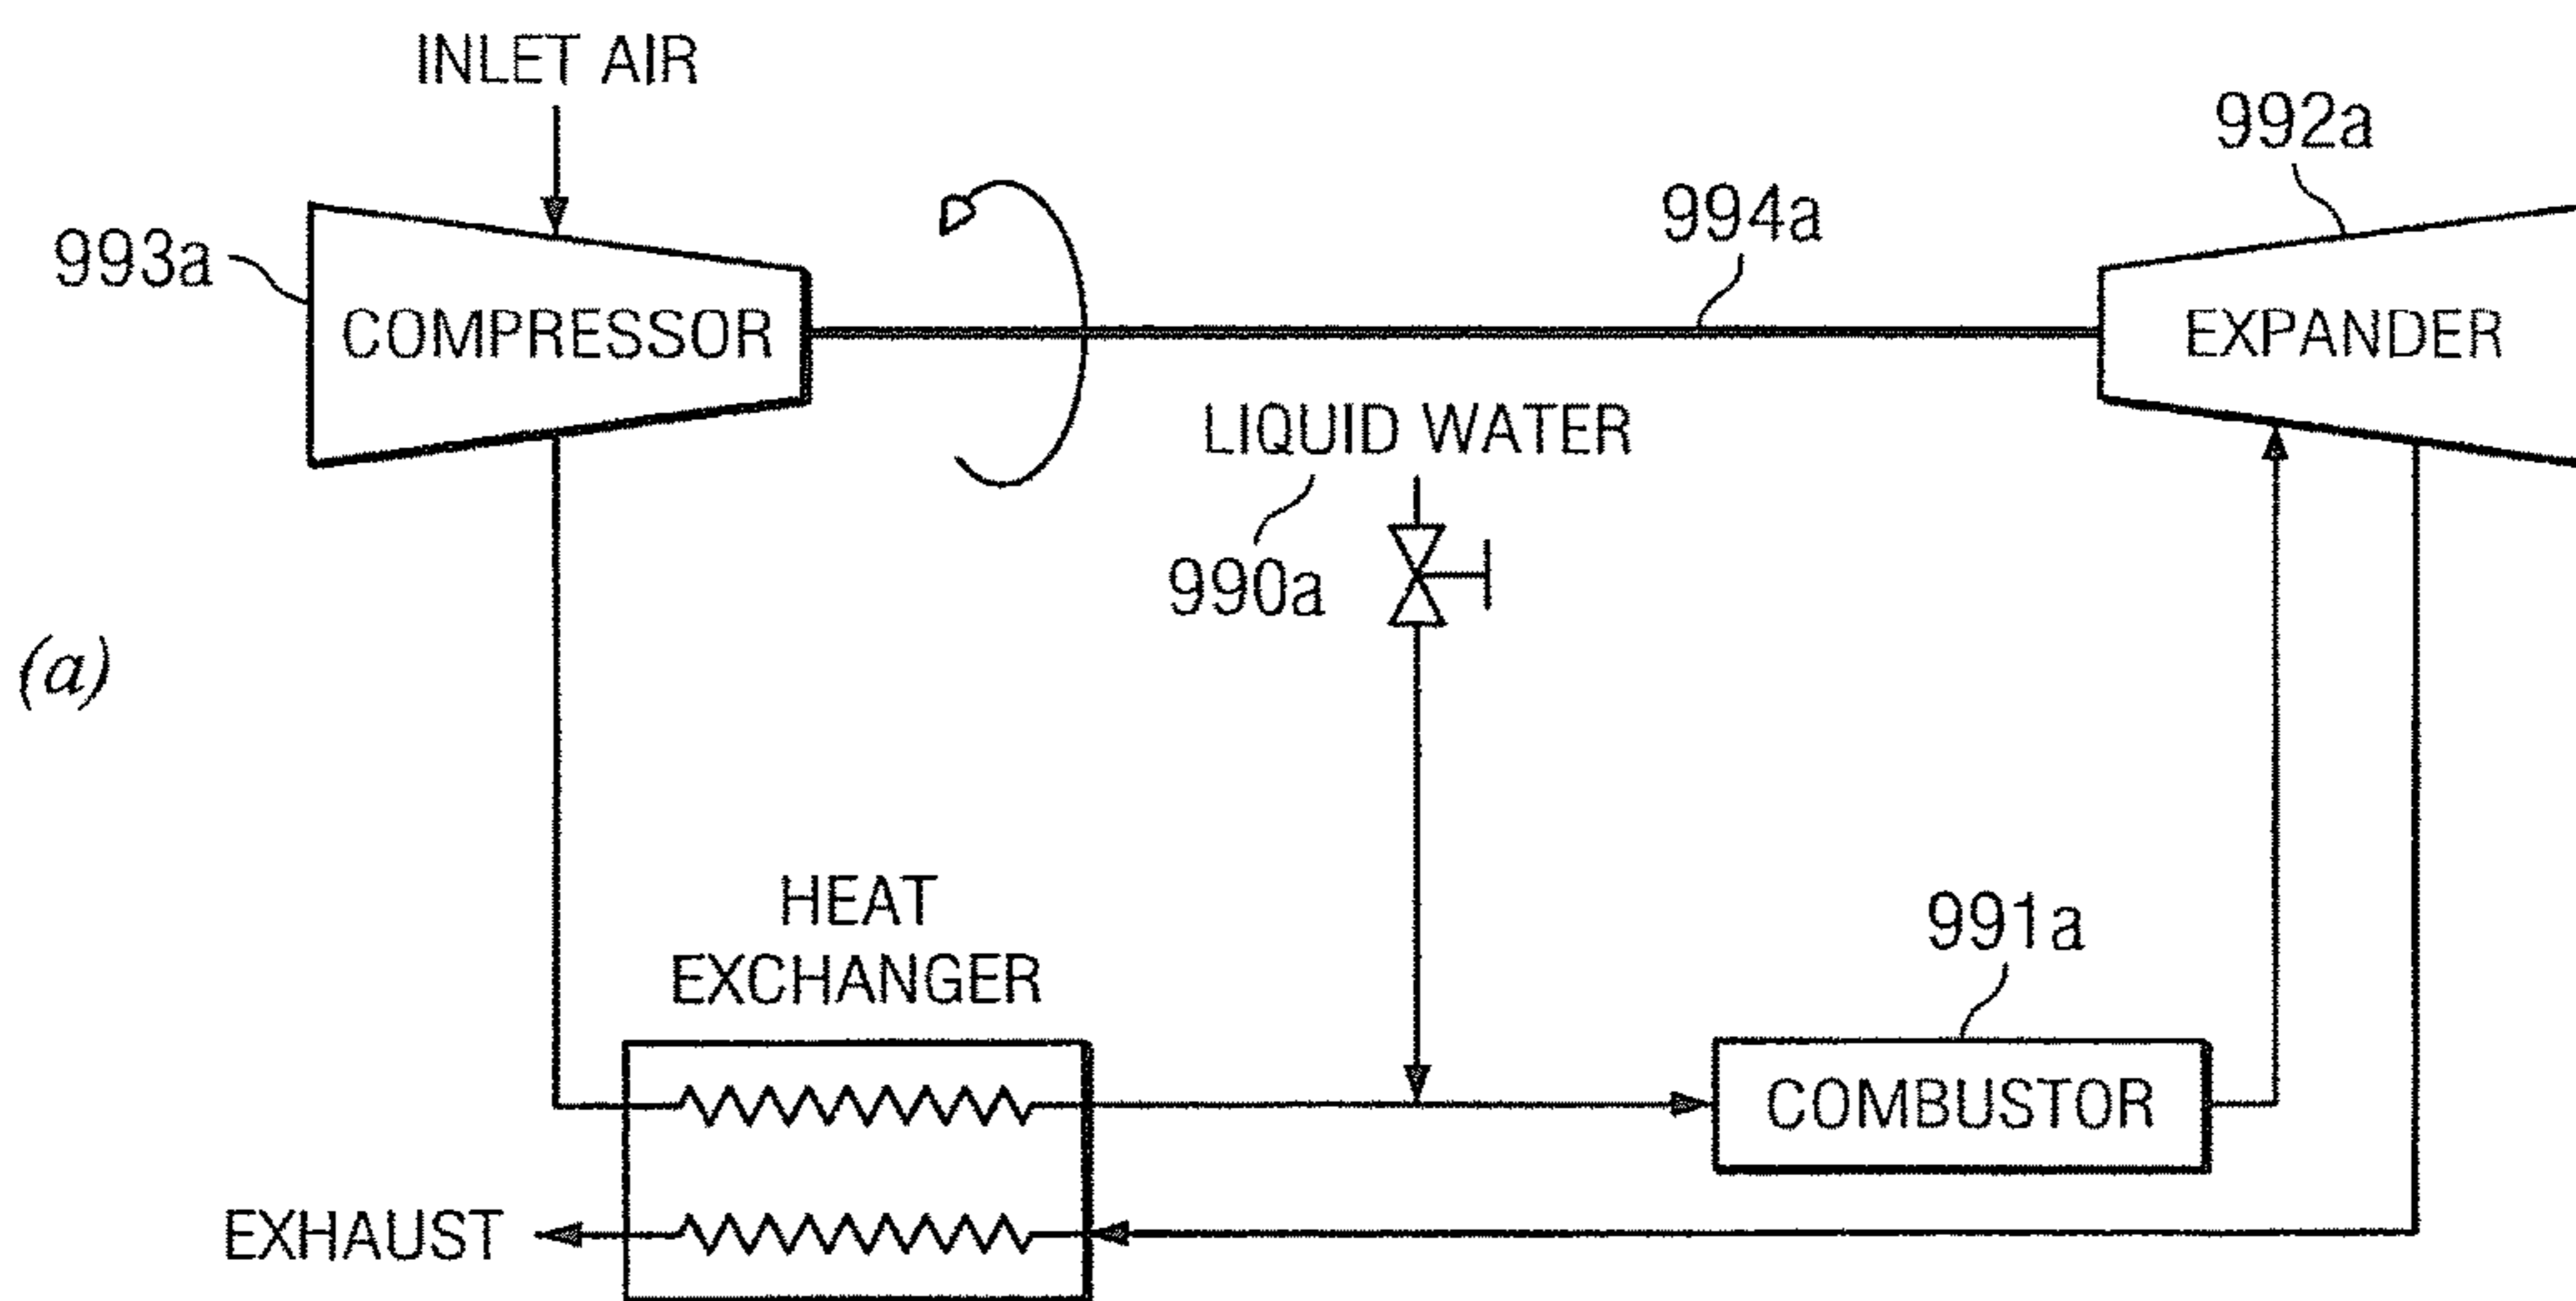 INLET AIR
992a
994a
993a
COMPRESSOR
EXPANDER
LIQUID WATER
990a
(a)
HEAT
EXCHANGER
991a
COMBUSTOR
EXHAUST